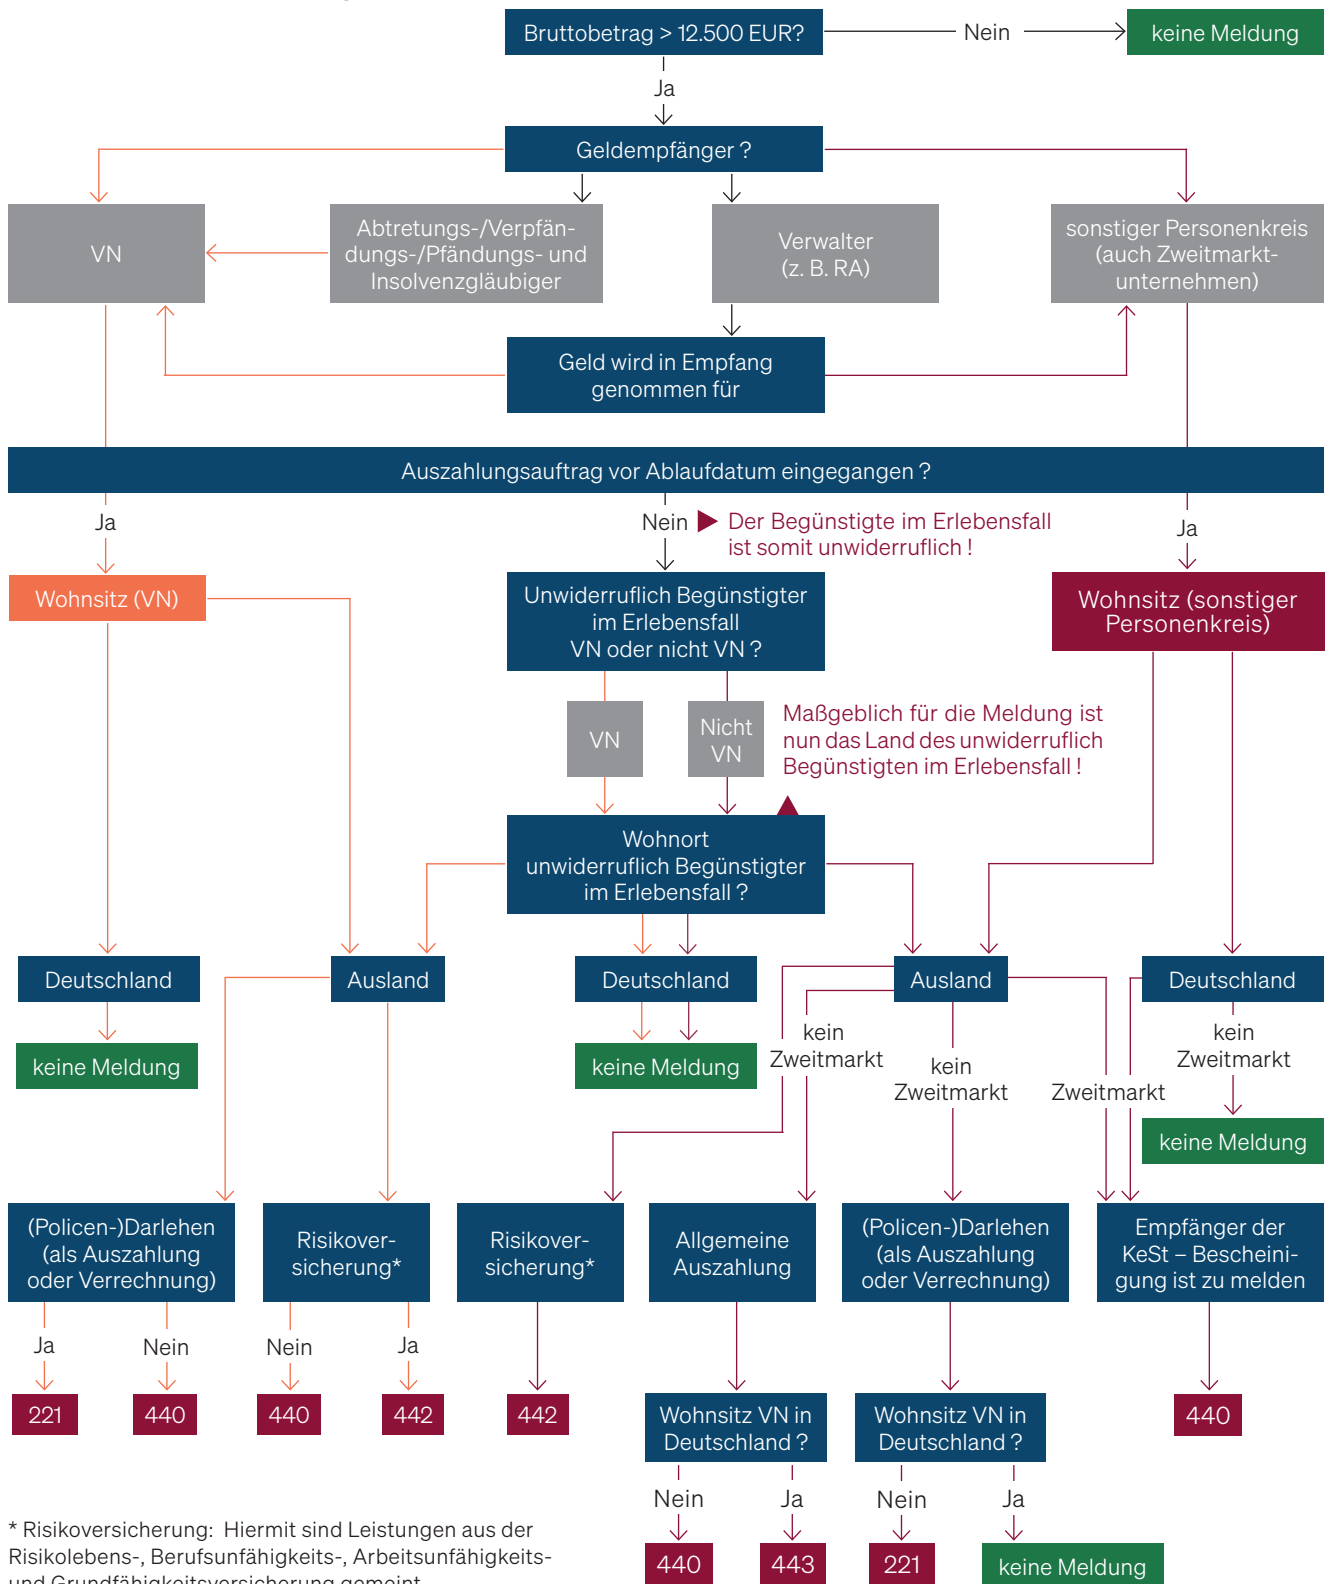 Bruttobetrag > 12.500 EUR?
Nein
keine Meldung
Ja
Geldempfänger ?
VN
Abtretungs-/Verpfän-
dungs-/Pfändungs- und
Insolvenzgläubiger
Verwalter
(z. B. RA)
sonstiger Personenkreis
(auch Zweitmarkt-
unternehmen)
Geld wird in Empfang
genommen für
Auszahlungsauftrag vor Ablaufdatum eingegangen ?
Ja
Nein
Der Begünstigte im Erlebensfall
ist somit unwiderruflich !
Ja
Wohnsitz (VN)
Unwiderruflich Begünstigter
im Erlebensfall
VN oder nicht VN ?
Wohnsitz (sonstiger
Personenkreis)
VN
Nicht
VN
Maßgeblich für die Meldung ist
nun das Land des unwiderruflich
Begünstigten im Erlebensfall !
Wohnort
unwiderruflich Begünstigter
im Erlebensfall ?
Deutschland
Ausland
Deutschland
Ausland
Deutschland
keine Meldung
keine Meldung
kein
Zweitmarkt
kein
Zweitmarkt
Zweitmarkt
kein
Zweitmarkt
keine Meldung
(Policen-)Darlehen
(als Auszahlung
oder Verrechnung)
Risikover-
sicherung*
Risikover-
sicherung*
Allgemeine
Auszahlung
(Policen-)Darlehen
(als Auszahlung
oder Verrechnung)
Empfänger der
KeSt – Bescheini-
gung ist zu melden
Ja
Nein
Nein
Ja
221
440
440
442
442
Wohnsitz VN in
Deutschland ?
Wohnsitz VN in
Deutschland ?
440
Nein
Ja
Nein
Ja
440
443
221
keine Meldung
* Risikoversicherung: Hiermit sind Leistungen aus der
Risikolebens-, Berufsunfähigkeits-, Arbeitsunfähigkeits-
und Grundfähigkeitsversicherung gemeint